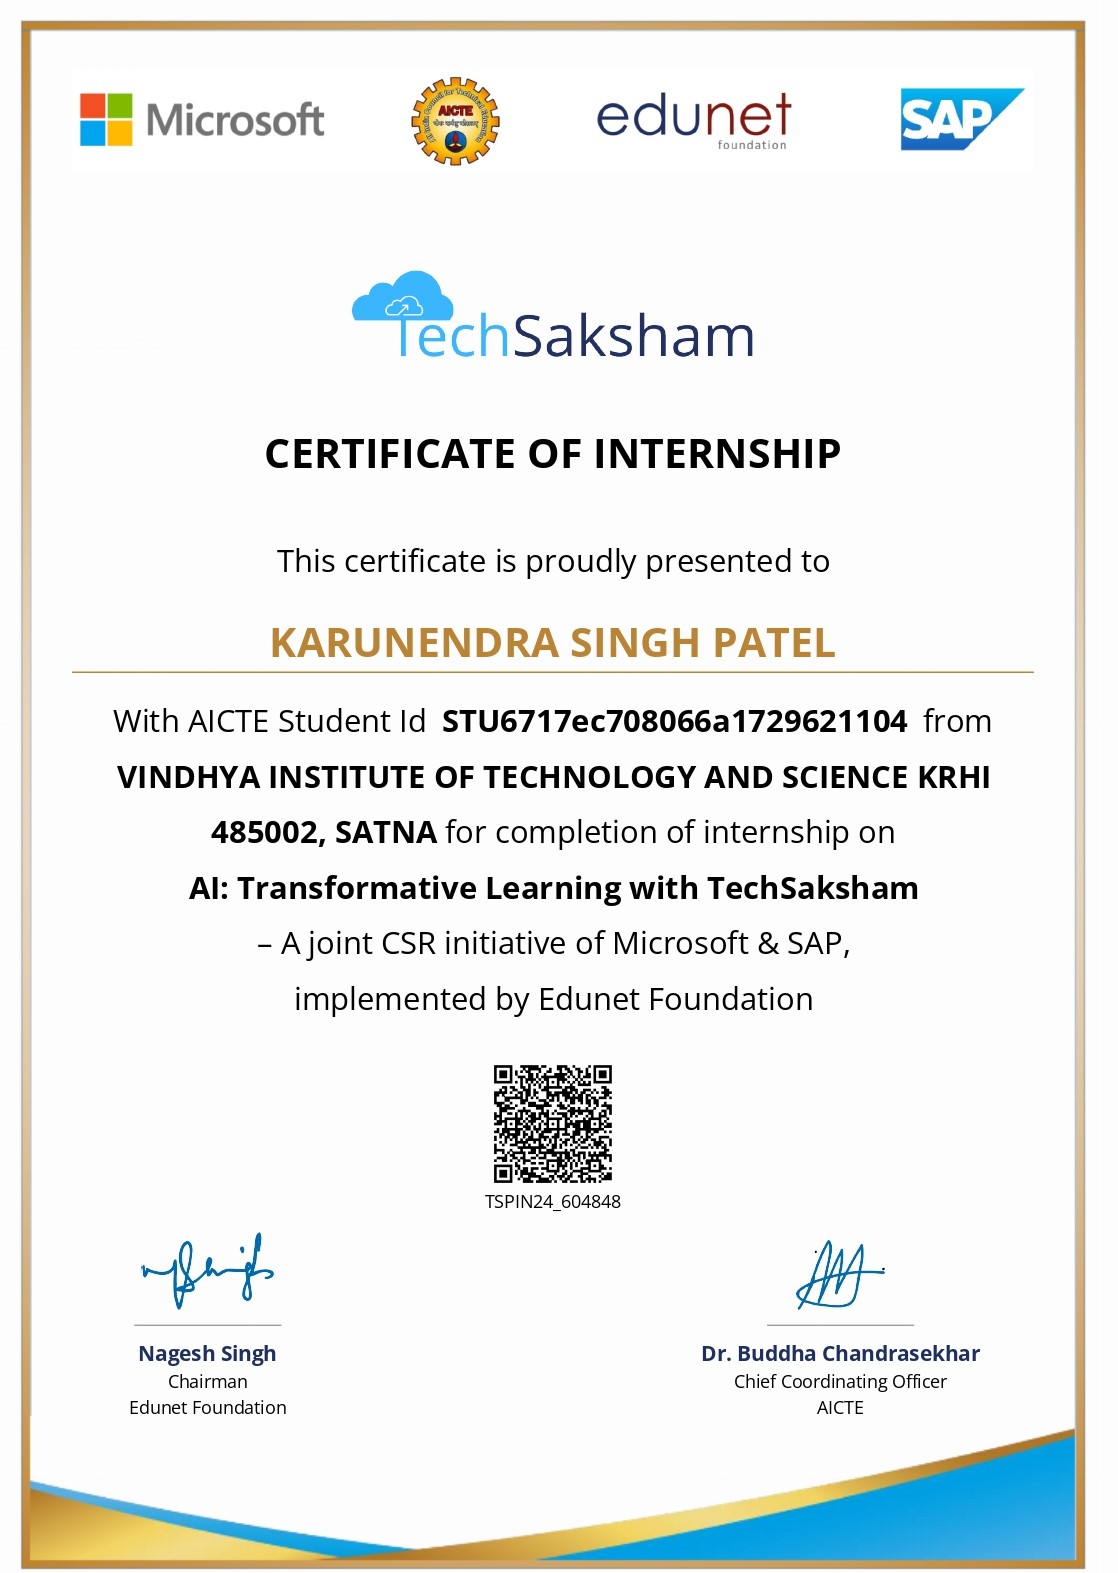 Microsoft
AICTE
edunet
foundation
SAP
TechSaksham
CERTIFICATE OF INTERNSHIP
This certificate is proudly presented to
KARUNENDRA SINGH PATEL
With AICTE Student Id STU6717ec708066a1729621104 from
VINDHYA INSTITUTE OF TECHNOLOGY AND SCIENCE KRHI
485002, SATNA for completion of internship on
AI: Transformative Learning with TechSaksham
– A joint CSR initiative of Microsoft & SAP,
implemented by Edunet Foundation
TSPIN24_604848
Nagesh Singh
Chairman
Edunet Foundation
Dr. Buddha Chandrasekhar
Chief Coordinating Officer
AICTE